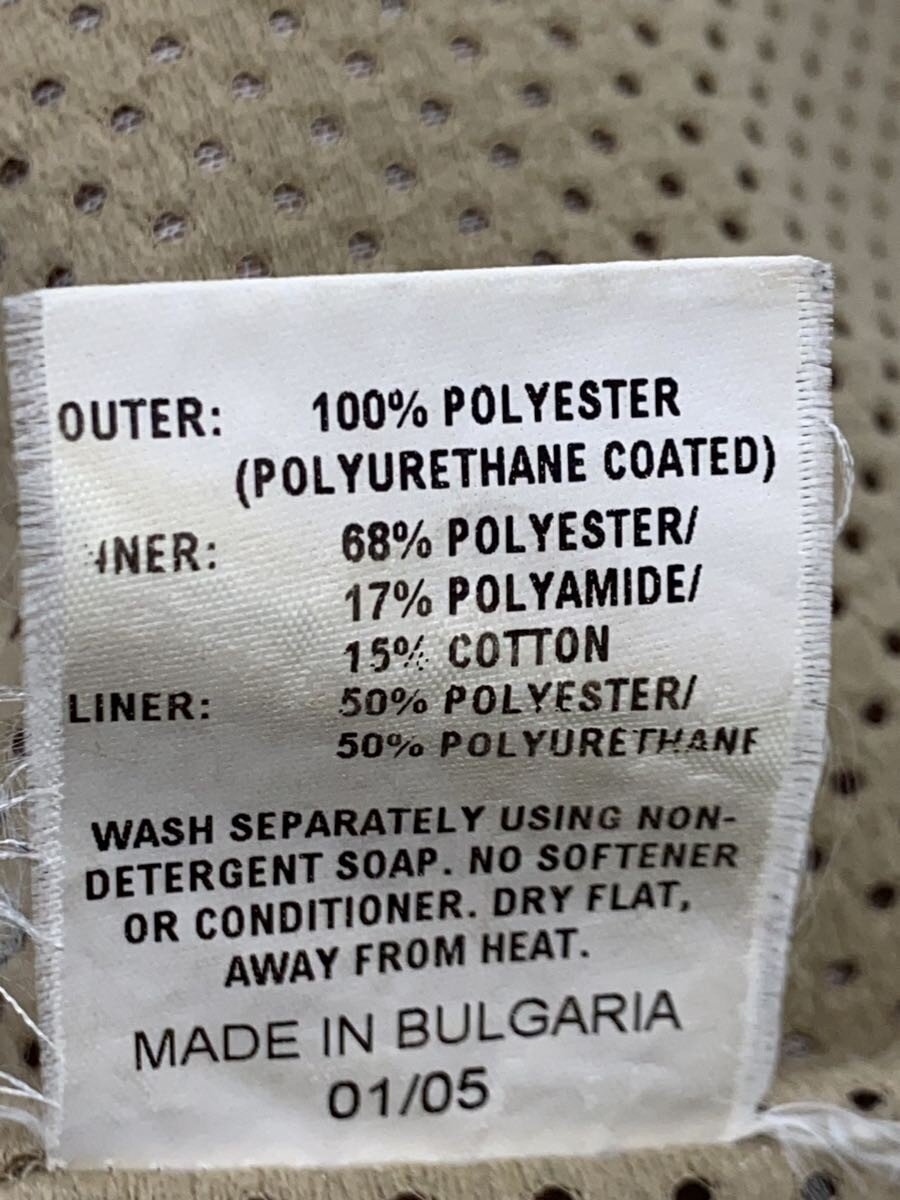 OUTER: 100% POLYESTER
(POLYURETHANE COATED)
INER: 68% POLYESTER/
17% POLYAMIDE/
15% COTTON
LINER: 50% POLYESTER/
50% POLYURETHANE
WASH SEPARATELY USING NON-
DETERGENT SOAP. NO SOFTENER
OR CONDITIONER. DRY FLAT,
AWAY FROM HEAT.
MADE IN BULGARIA
01/05